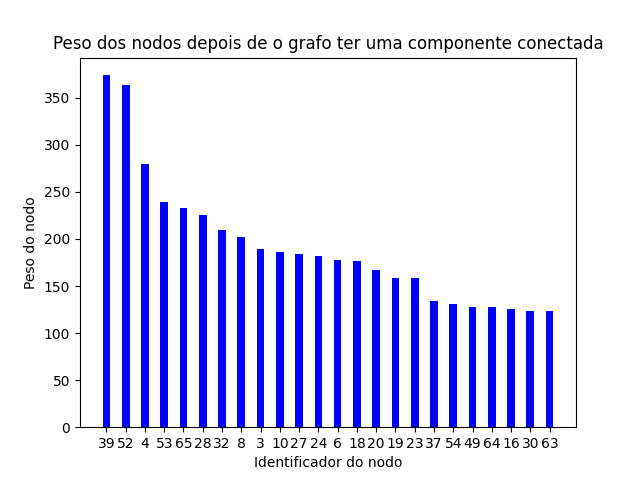 Peso dos nodos depois de o grafo ter uma componente conectada
Peso do nodo
350
300
250
200
150
100
50
0
39 52 4 53 65 28 32 8 3 10 27 24 6 18 20 19 23 37 54 49 64 16 30 63
Identificador do nodo